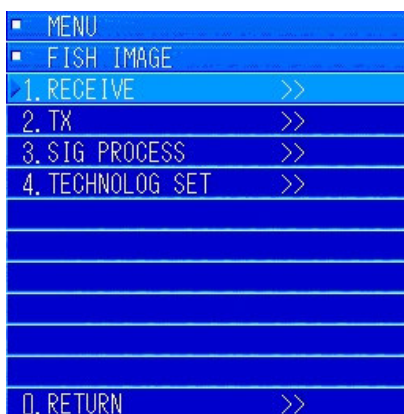 MENU
FISH IMAGE
1. RECEIVE >>
2. TX >>
3. SIG PROCESS >>
4. TECHNOLOG SET >>
0. RETURN >>